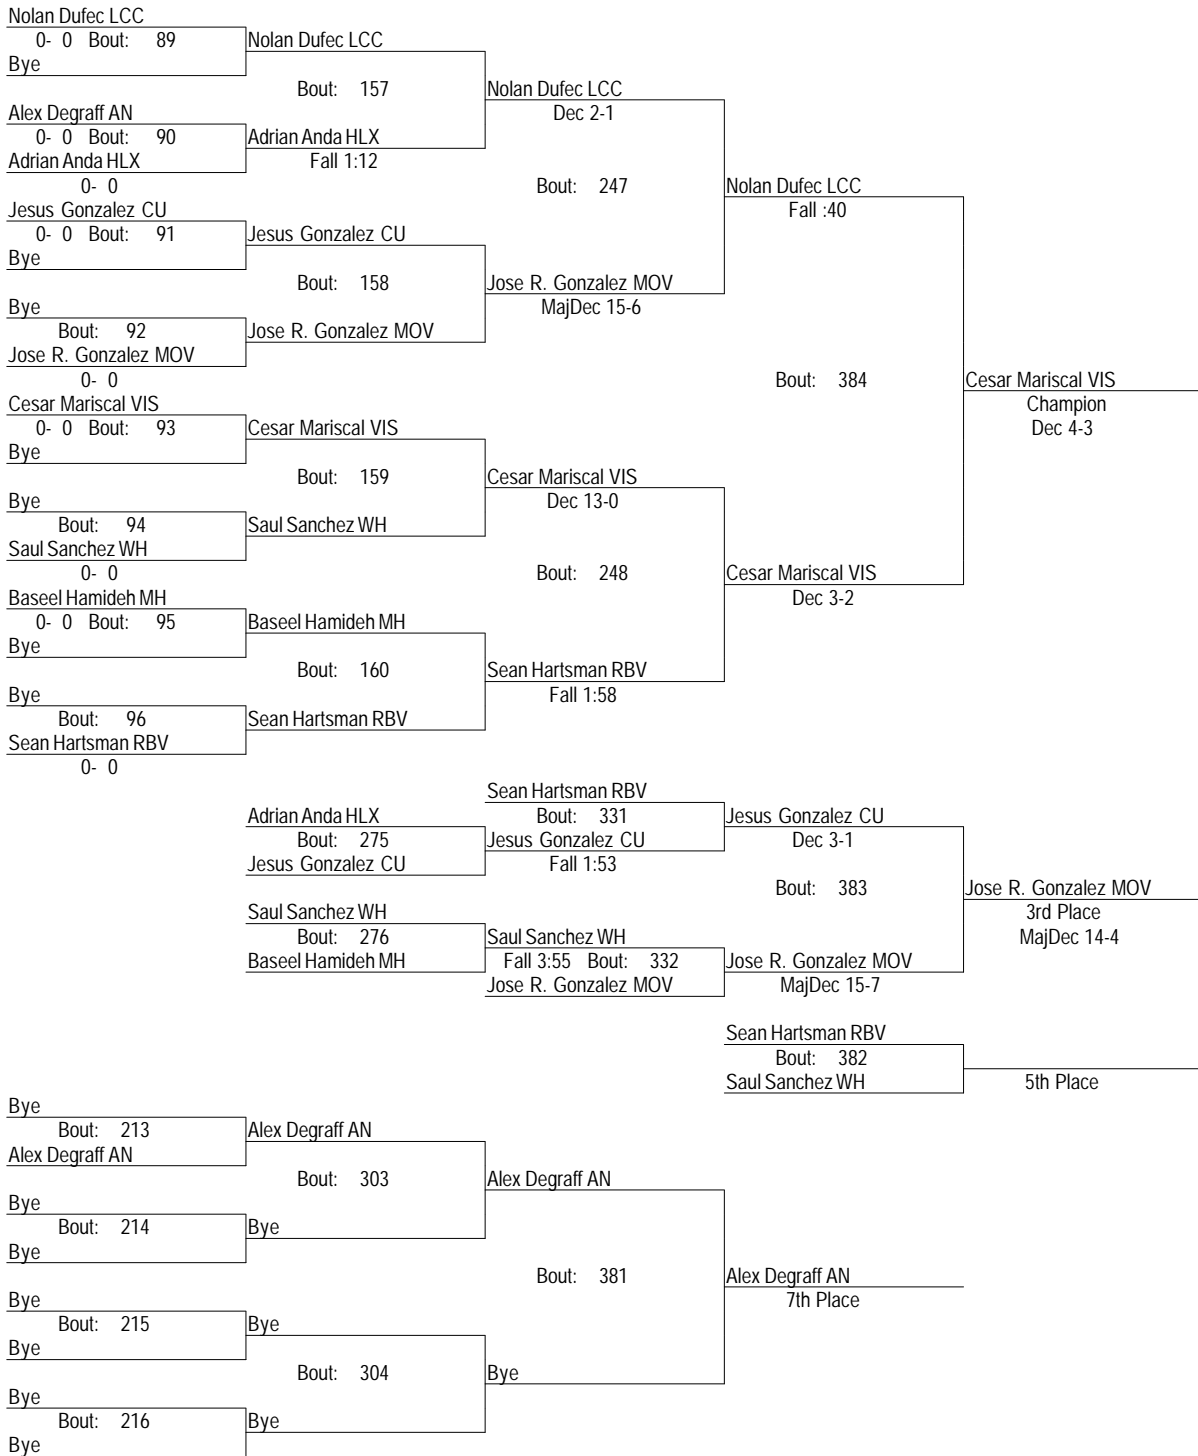 Nolan Dufec LCC
0- 0 Bout: 89 Nolan Dufec LCC
Bye
Bout: 157 Nolan Dufec LCC
Alex Degraff AN Dec 2-1
0- 0 Bout: 90 Adrian Anda HLX
Adrian Anda HLX Fall 1:12
0- 0 Bout: 247 Nolan Dufec LCC
Jesus Gonzalez CU Fall :40
0- 0 Bout: 91 Jesus Gonzalez CU
Bye
Bout: 158 Jose R. Gonzalez MOV
Bye MajDec 15-6
Bout: 92 Jose R. Gonzalez MOV
Jose R. Gonzalez MOV
0- 0 Bout: 384 Cesar Mariscal VIS
Cesar Mariscal VIS Champion
0- 0 Bout: 93 Cesar Mariscal VIS Dec 4-3
Bye
Bout: 159 Cesar Mariscal VIS
Bye Dec 13-0
Bout: 94 Saul Sanchez WH
Saul Sanchez WH
0- 0 Bout: 248 Cesar Mariscal VIS
Baseel Hamideh MH Dec 3-2
0- 0 Bout: 95 Baseel Hamideh MH
Bye
Bout: 160 Sean Hartsman RBV
Bye Fall 1:58
Bout: 96 Sean Hartsman RBV
Sean Hartsman RBV
0- 0
Sean Hartsman RBV
Adrian Anda HLX Bout: 331 Jesus Gonzalez CU
Bout: 275 Jesus Gonzalez CU Dec 3-1
Jesus Gonzalez CU Fall 1:53
Bout: 383 Jose R. Gonzalez MOV
Saul Sanchez WH 3rd Place
Bout: 276 Saul Sanchez WH MajDec 14-4
Baseel Hamideh MH Fall 3:55 Bout: 332 Jose R. Gonzalez MOV
Jose R. Gonzalez MOV MajDec 15-7
Sean Hartsman RBV
Bout: 382
Saul Sanchez WH 5th Place
Bye
Bout: 213 Alex Degraff AN
Alex Degraff AN
Bout: 303 Alex Degraff AN
Bye
Bout: 214 Bye
Bye
Bout: 381 Alex Degraff AN
Bye 7th Place
Bout: 215 Bye
Bye
Bout: 304 Bye
Bye
Bout: 216 Bye
Bye